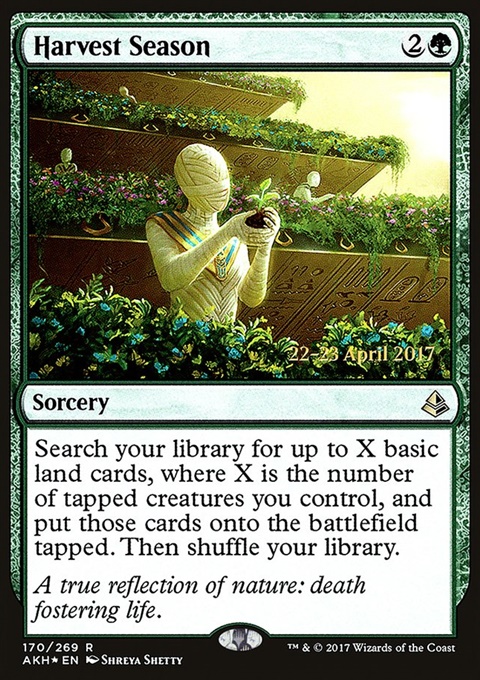 Harvest Season 2
22-23 April 2017
Sorcery
Search your library for up to X basic
land cards, where X is the number
of tapped creatures you control, and
put those cards onto the battlefield
tapped. Then shuffle your library.
A true reflection of nature: death
fostering life.
170/269 R
AKH★EN Shreya Shetty
™ & © 2017 Wizards of the Coast